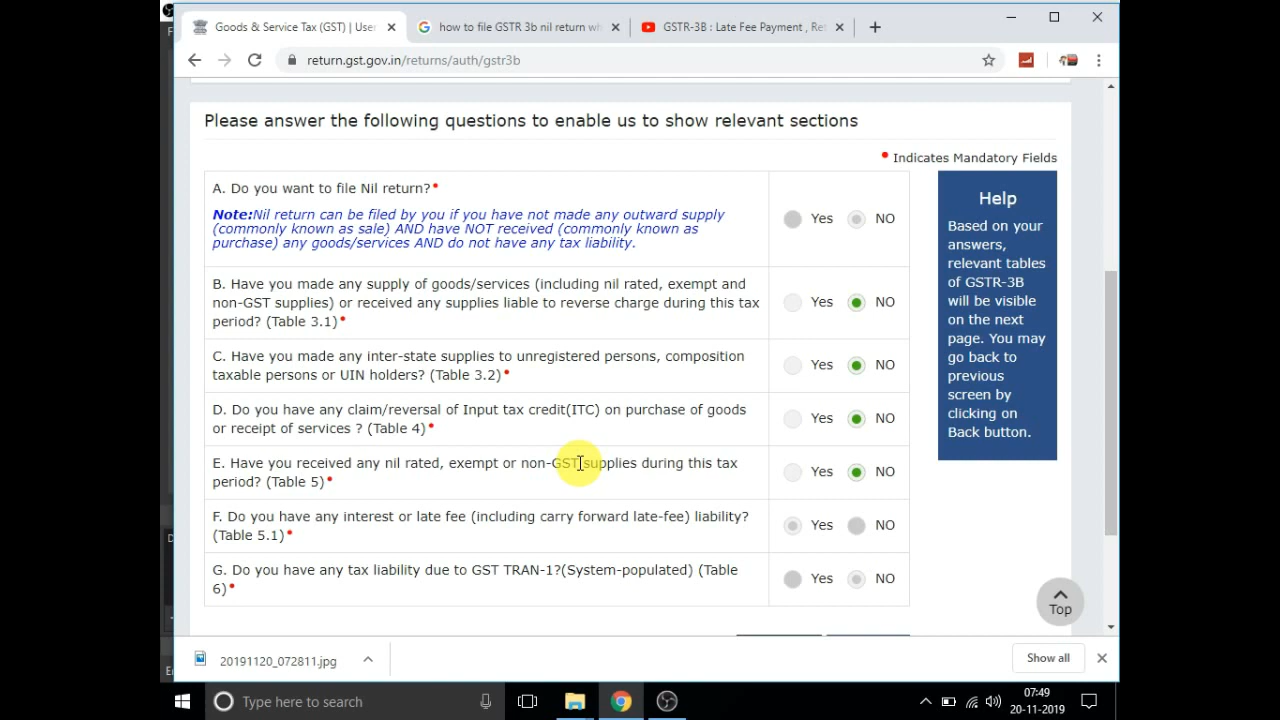 Goods & Service Tax (GST) | User
how to file GSTR 3b nil return wh
GSTR-3B : Late Fee Payment , Ret
return.gst.gov.in/returns/auth/gstr3b
Please answer the following questions to enable us to show relevant sections
• Indicates Mandatory Fields
A. Do you want to file Nil return?•
Note:Nil return can be filed by you if you have not made any outward supply
(commonly known as sale) AND have NOT received (commonly known as
purchase) any goods/services AND do not have any tax liability.
Yes NO
B. Have you made any supply of goods/services (including nil rated, exempt and
non-GST supplies) or received any supplies liable to reverse charge during this tax
period? (Table 3.1)•
Yes NO
C. Have you made any inter-state supplies to unregistered persons, composition
taxable persons or UIN holders? (Table 3.2)•
Yes NO
D. Do you have any claim/reversal of Input tax credit(ITC) on purchase of goods
or receipt of services ? (Table 4)•
Yes NO
E. Have you received any nil rated, exempt or non-GST supplies during this tax
period? (Table 5)•
Yes NO
F. Do you have any interest or late fee (including carry forward late-fee) liability?
(Table 5.1)•
Yes NO
G. Do you have any tax liability due to GST TRAN-1?(System-populated) (Table
6)•
Yes NO
Help
Based on your
answers,
relevant tables
of GSTR-3B
will be visible
on the next
page. You may
go back to
previous
screen by
clicking on
Back button.
Top
20191120_072811.jpg
Show all
Type here to search
07:49
20-11-2019